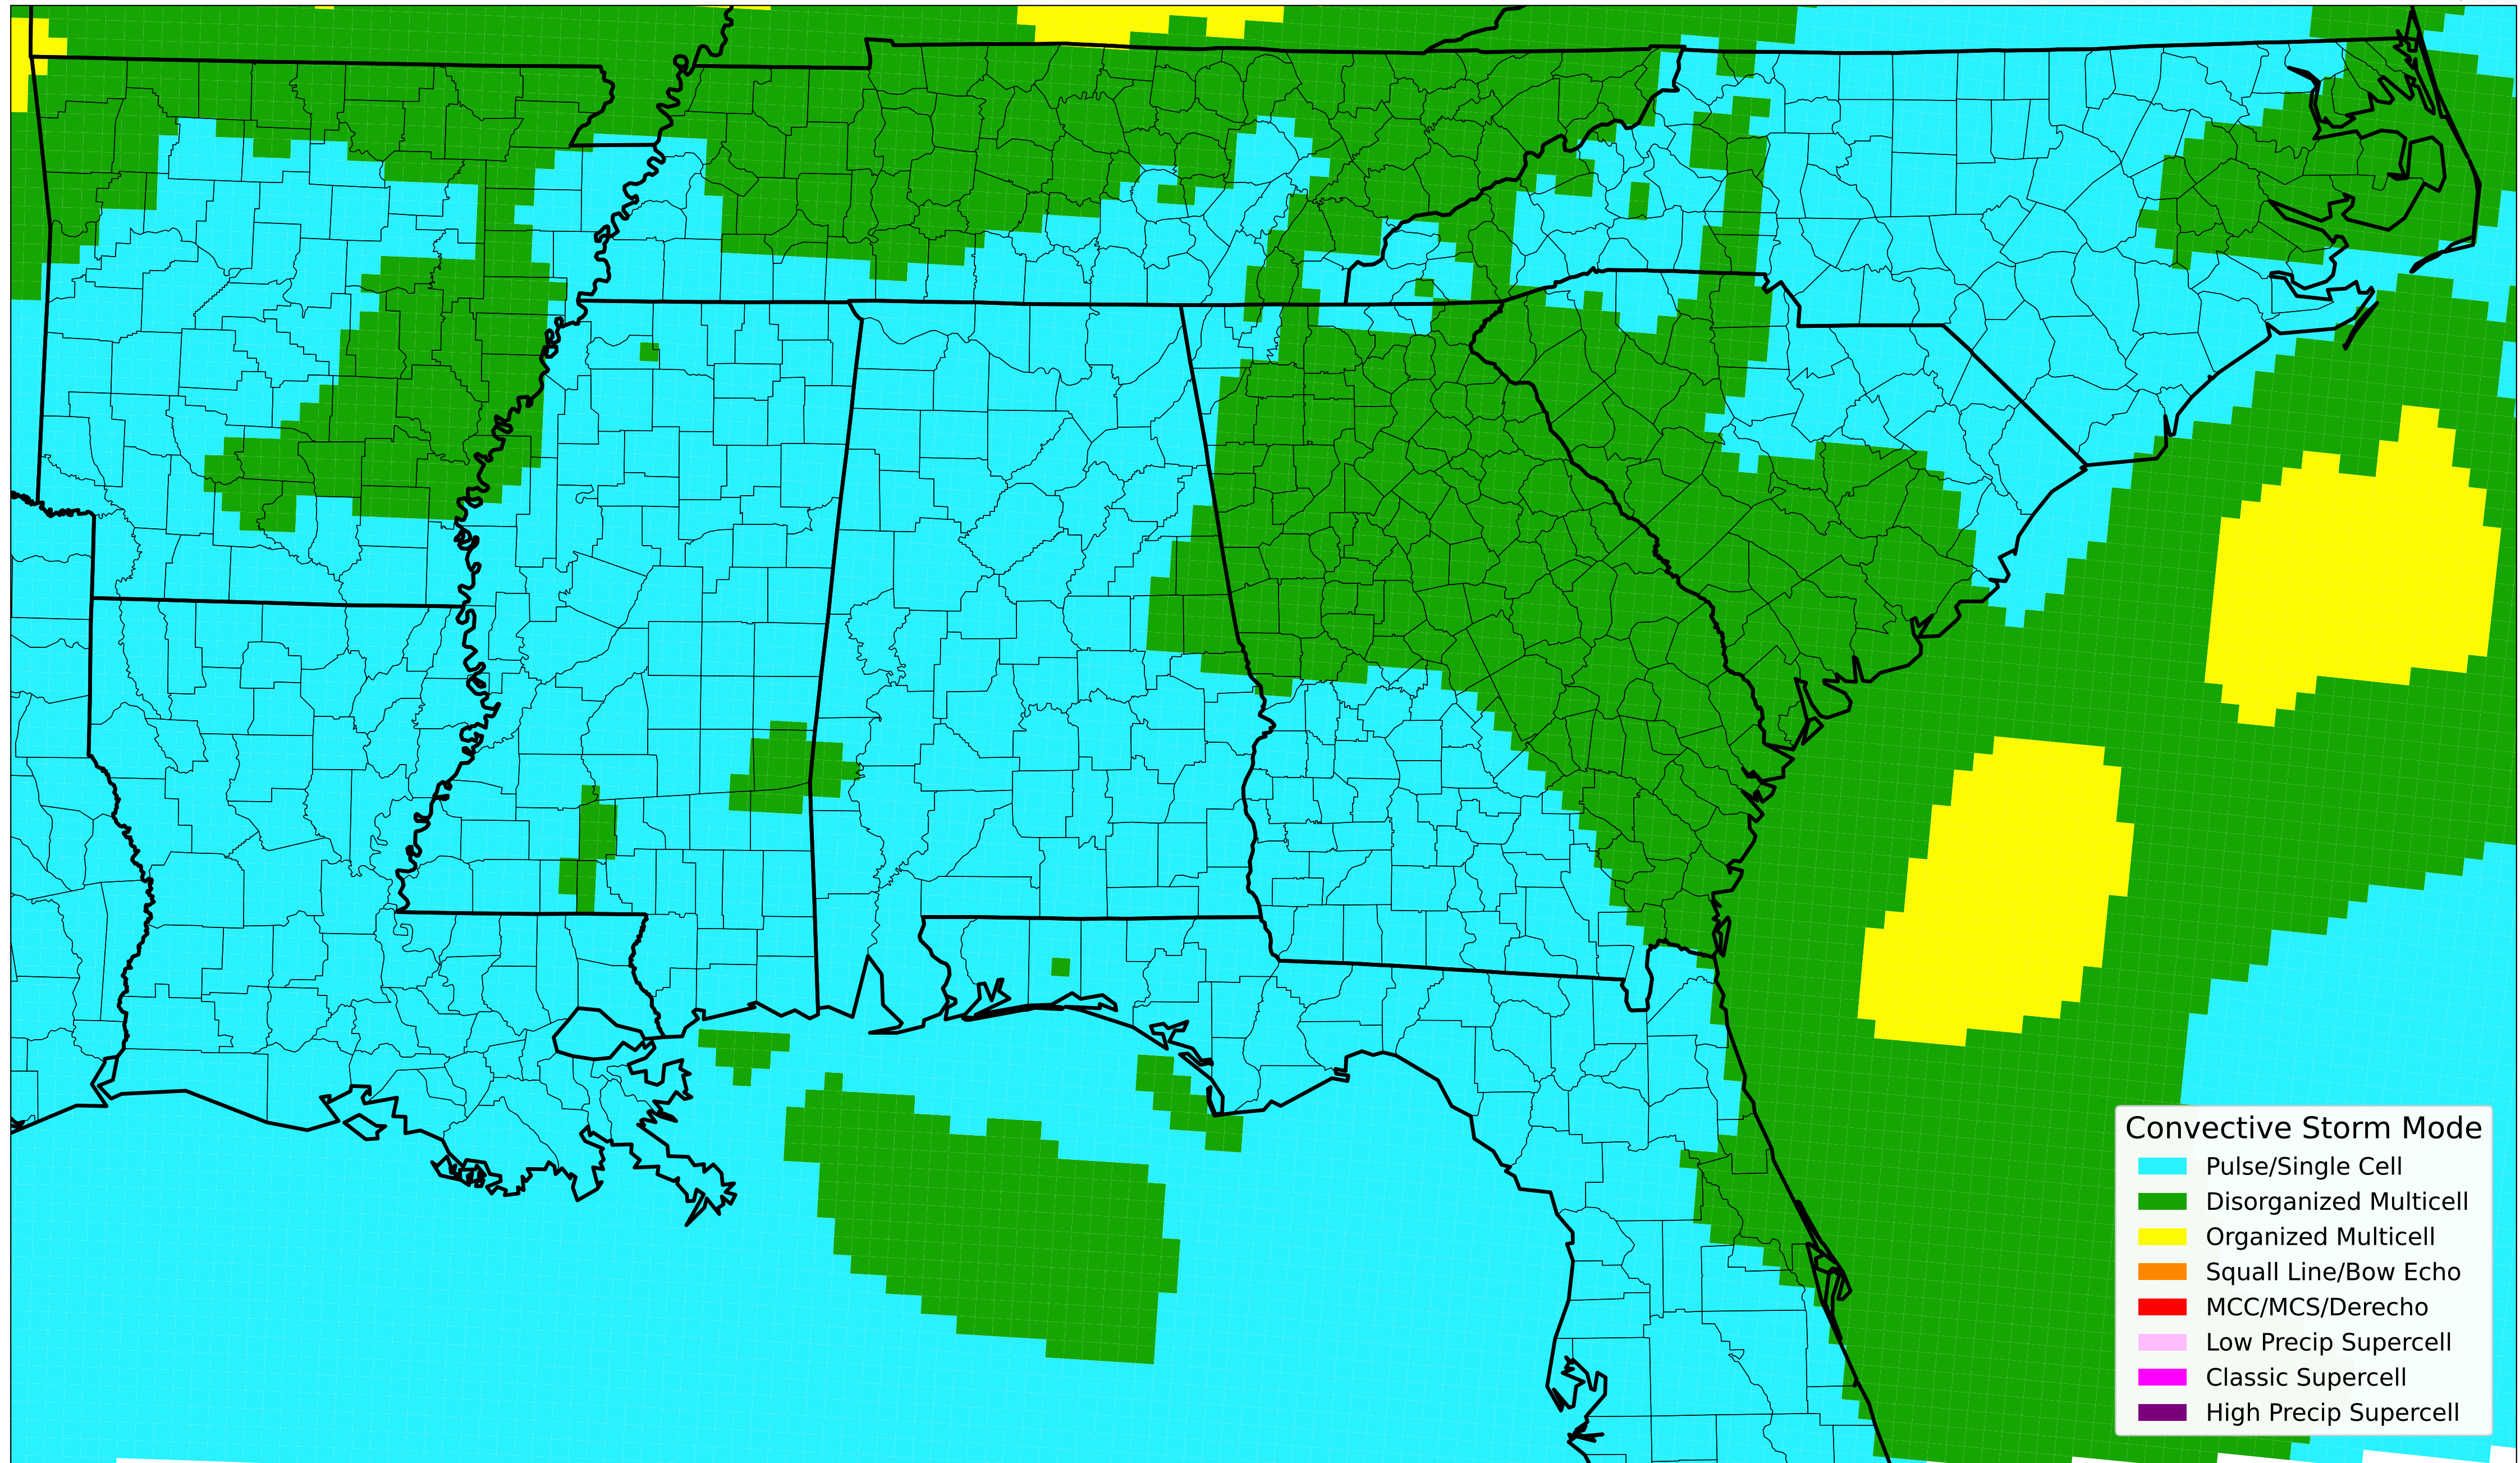 Convective Storm Mode
Pulse/Single Cell
Disorganized Multicell
Organized Multicell
Squall Line/Bow Echo
MCC/MCS/Derecho
Low Precip Supercell
Classic Supercell
High Precip Supercell